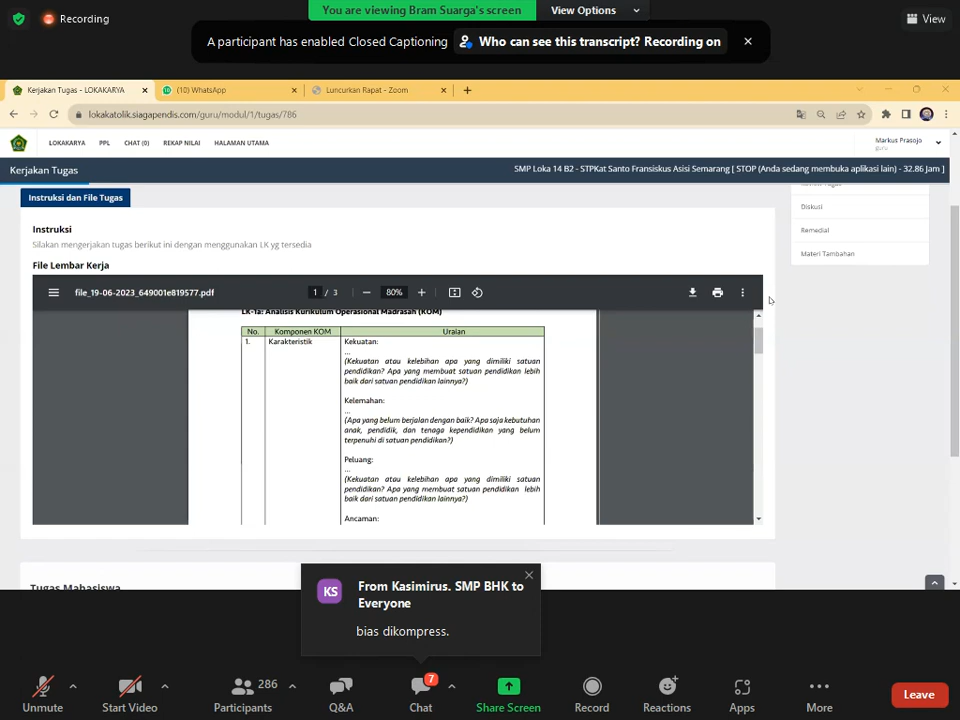 Recording
You are viewing Bram Suarga's screen
View Options
View
A participant has enabled Closed Captioning
Who can see this transcript? Recording on
Kerjakan Tugas - LOKAKARYA
(10) WhatsApp
Luncurkan Rapat - Zoom
lokakatolik.siagapendis.com/guru/modul/1/tugas/786
LOKAKARYA
PPL
CHAT (0)
REKAP NILAI
HALAMAN UTAMA
Markus Prasojo
guru
Kerjakan Tugas
SMP Loka 14 B2 - STPKat Santo Fransiskus Asisi Semarang [ STOP (Anda sedang membuka aplikasi lain) - 32.86 Jam ]
Instruksi dan File Tugas
Diskusi
Remedial
Materi Tambahan
Instruksi
Silakan mengerjakan tugas berikut ini dengan menggunakan LK yg tersedia
File Lembar Kerja
file_19-06-2023_649001e819577.pdf
1 / 3
80%
LK-1a: Analisis Kurikulum Operasional Madrasah (KOM)
No. Komponen KOM Uraian
1. Karakteristik Kekuatan:
...
(Kekuatan atau kelebihan apa yang dimiliki satuan
pendidikan? Apa yang membuat satuan pendidikan lebih
baik dari satuan pendidikan lainnya?)
Kelemahan:
...
(Apa yang belum berjalan dengan baik? Apa saja kebutuhan
anak, pendidik, dan tenaga kependidikan yang belum
terpenuhi di satuan pendidikan?)
Peluang:
...
(Kekuatan atau kelebihan apa yang dimiliki satuan
pendidikan? Apa yang membuat satuan pendidikan lebih
baik dari satuan pendidikan lainnya?)
Ancaman:
Tugas Mahasiswa
KS
From Kasimirus. SMP BHK to
Everyone
bias dikompress.
Unmute
Start Video
286
Participants
Q&A
7
Chat
Share Screen
Record
Reactions
Apps
More
Leave